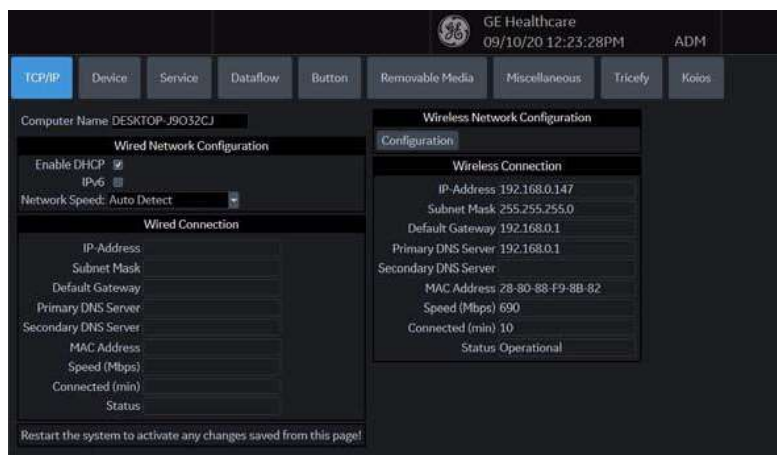 GE Healthcare
09/10/20 12:23:28PM ADM
TCP/IP Device Service Dataflow Button Removable Media Miscellaneous Tricefy Koios
Computer Name DESKTOP-J9O32CJ
Wired Network Configuration
Enable DHCP
IPv6
Network Speed: Auto Detect
Wired Connection
IP-Address
Subnet Mask
Default Gateway
Primary DNS Server
Secondary DNS Server
MAC Address
Speed (Mbps)
Connected (min)
Status
Restart the system to activate any changes saved from this page!
Wireless Network Configuration
Configuration
Wireless Connection
IP-Address 192.168.0.147
Subnet Mask 255.255.255.0
Default Gateway 192.168.0.1
Primary DNS Server 192.168.0.1
Secondary DNS Server
MAC Address 28-80-88-F9-8B-82
Speed (Mbps) 690
Connected (min) 10
Status Operational